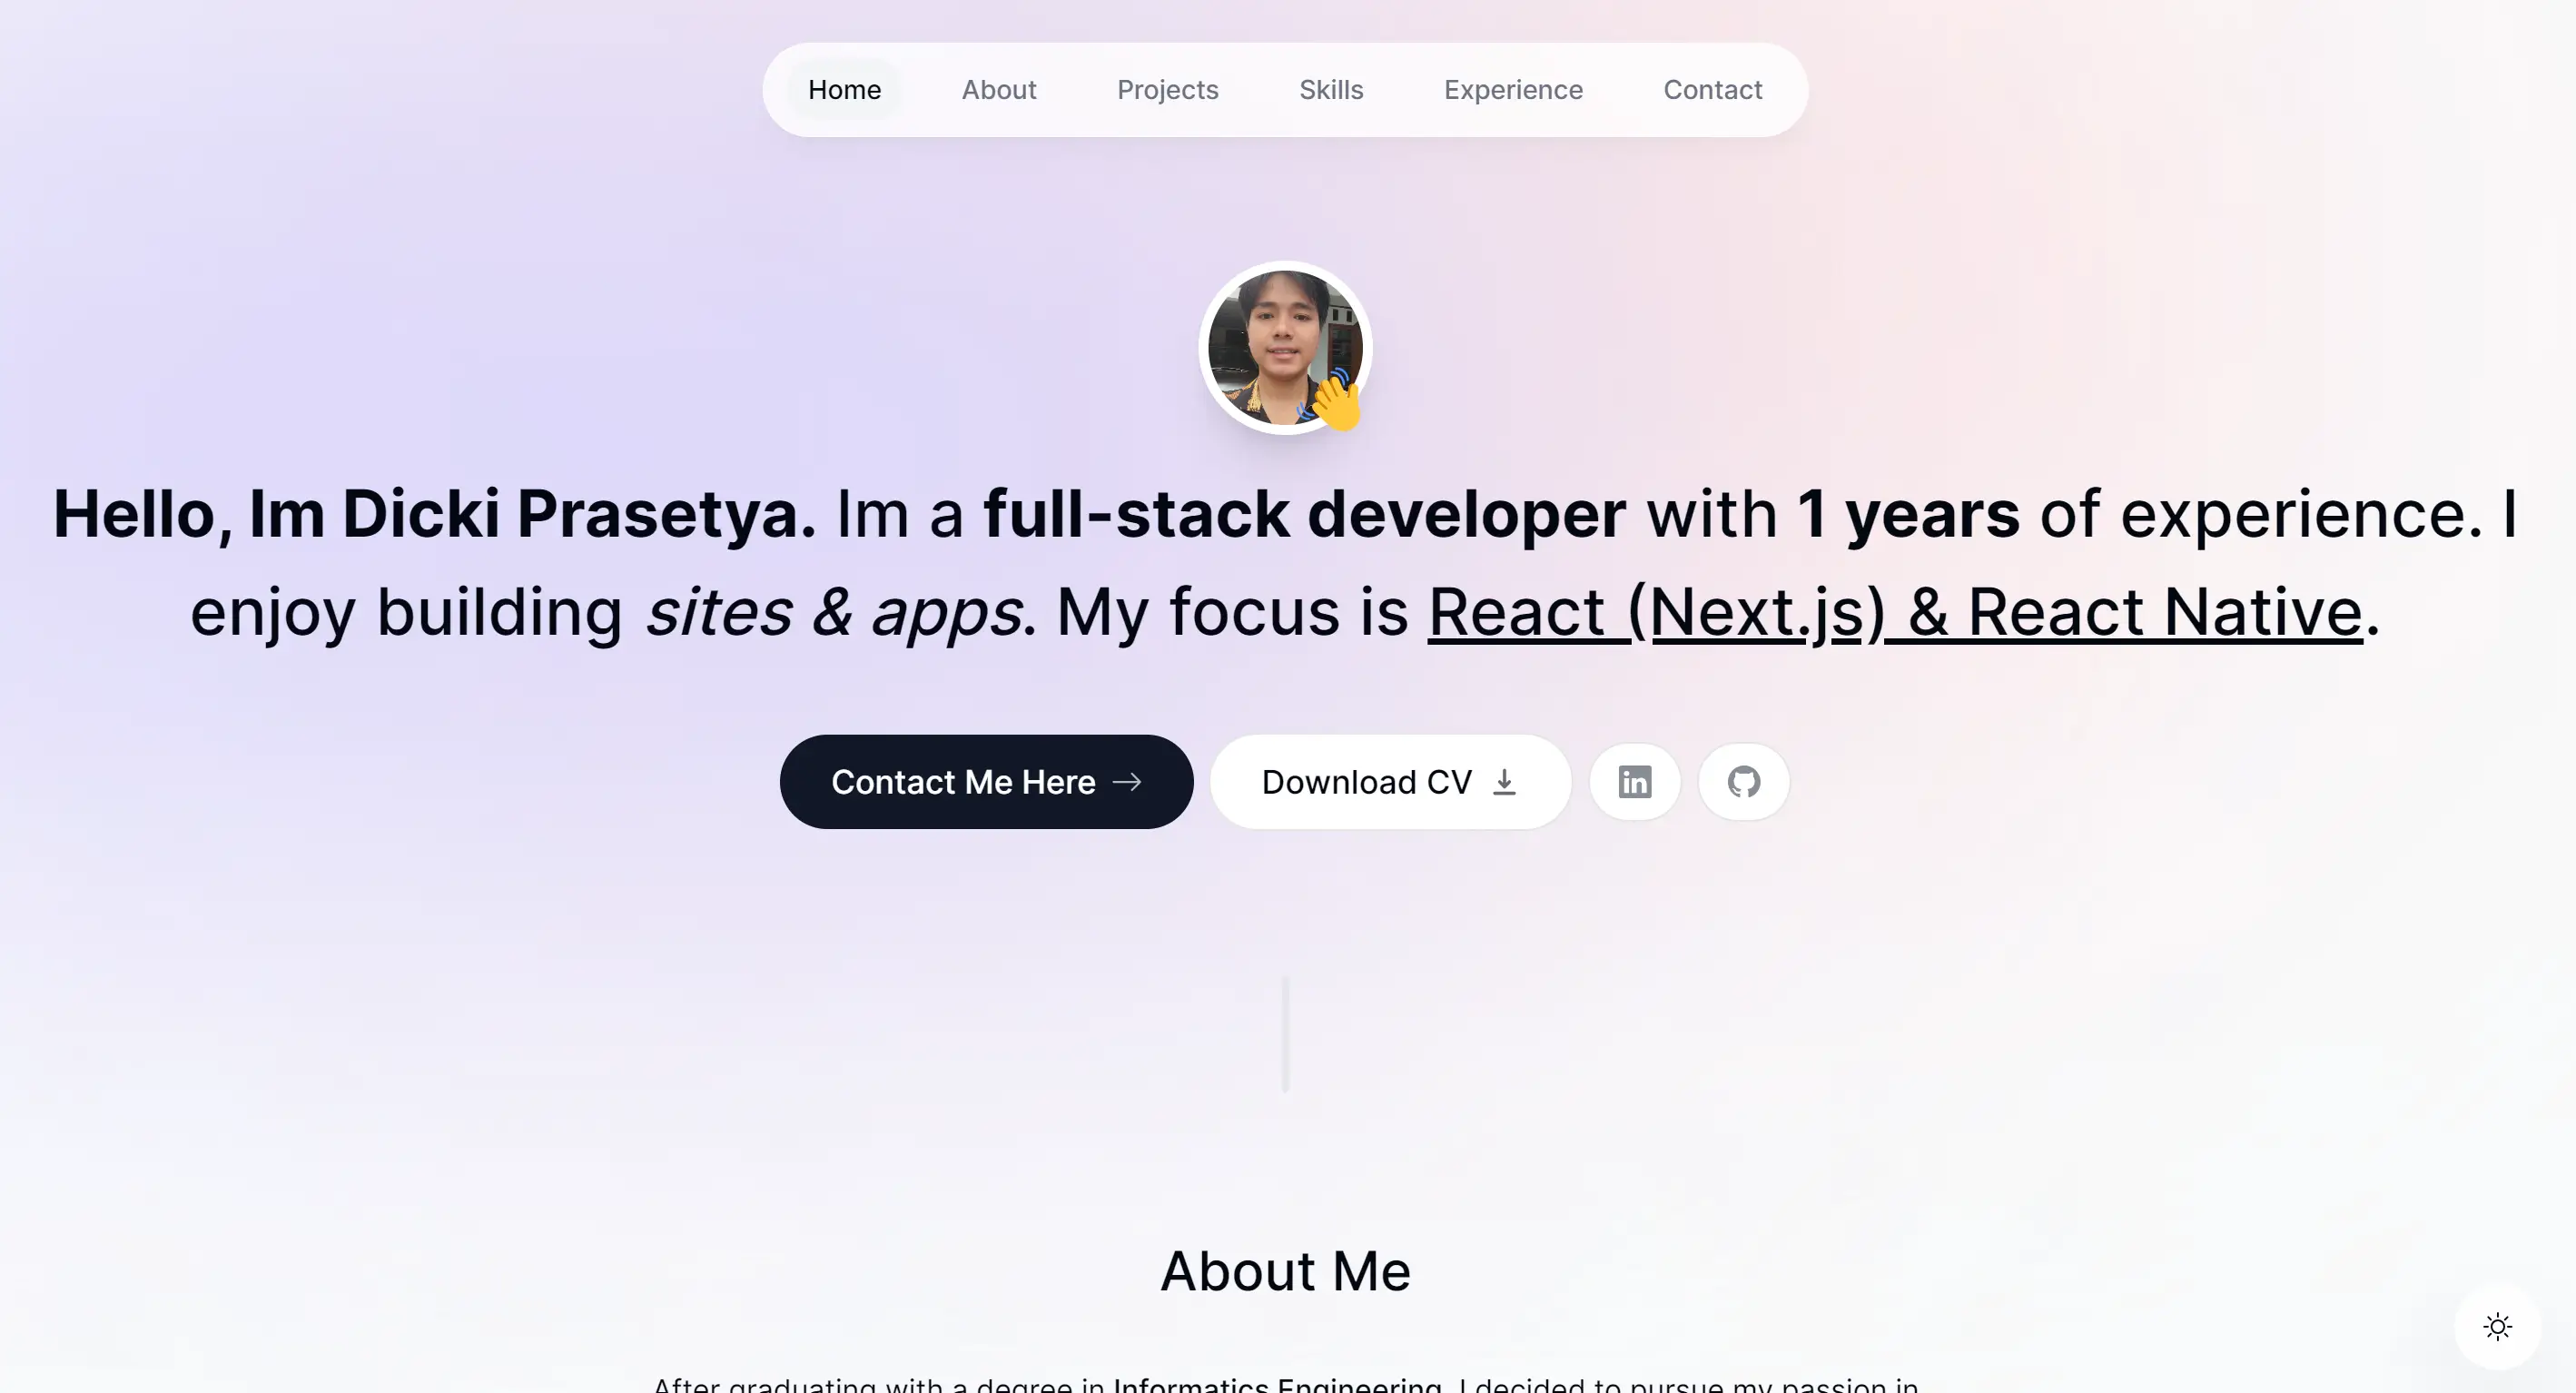 Home About Projects Skills Experience Contact
Hello, Im Dicki Prasetya. Im a full-stack developer with 1 years of experience. I
enjoy building sites & apps. My focus is React (Next.js) & React Native.
Contact Me Here Download CV in
About Me
After graduating with a degree in Informatics Engineering, I decided to pursue my passion in